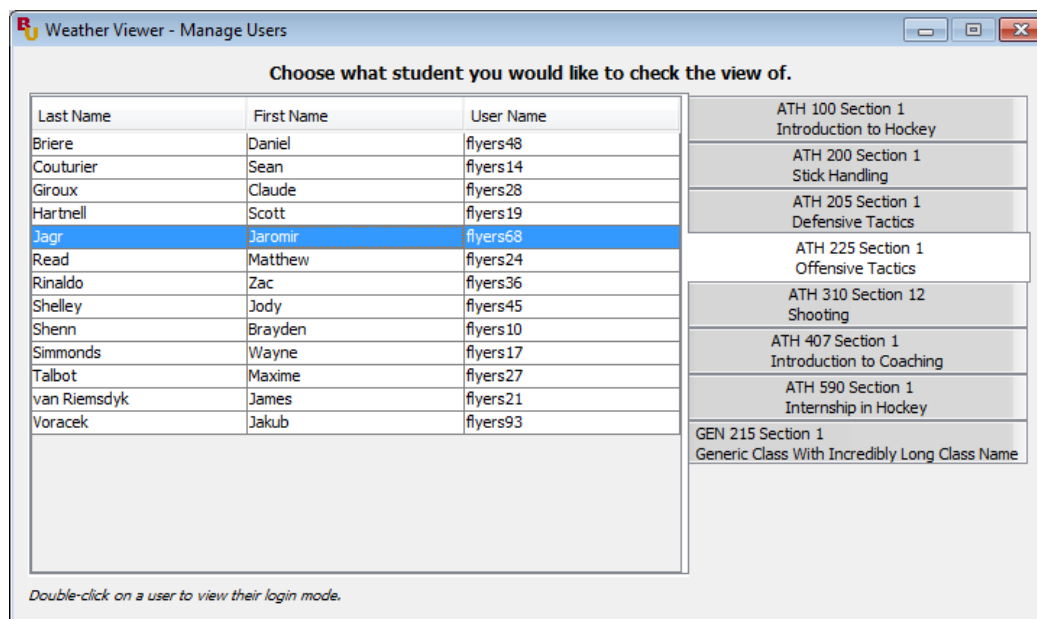 BU Weather Viewer - Manage Users
Choose what student you would like to check the view of.
Last Name First Name User Name
Briere Daniel flyers48
Couturier Sean flyers14
Giroux Claude flyers28
Hartnell Scott flyers19
Jagr Jaromir flyers68
Read Matthew flyers24
Rinaldo Zac flyers36
Shelley Jody flyers45
Shenn Brayden flyers10
Simmonds Wayne flyers17
Talbot Maxime flyers27
van Riemsdyk James flyers21
Voracek Jakub flyers93
ATH 100 Section 1
Introduction to Hockey
ATH 200 Section 1
Stick Handling
ATH 205 Section 1
Defensive Tactics
ATH 225 Section 1
Offensive Tactics
ATH 310 Section 12
Shooting
ATH 407 Section 1
Introduction to Coaching
ATH 590 Section 1
Internship in Hockey
GEN 215 Section 1
Generic Class With Incredibly Long Class Name
Double-click on a user to view their login mode.